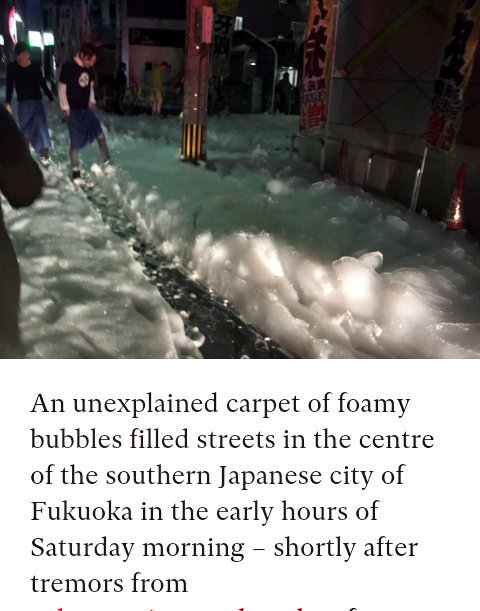 An unexplained carpet of foamy
bubbles filled streets in the centre
of the southern Japanese city of
Fukuoka in the early hours of
Saturday morning – shortly after
tremors from